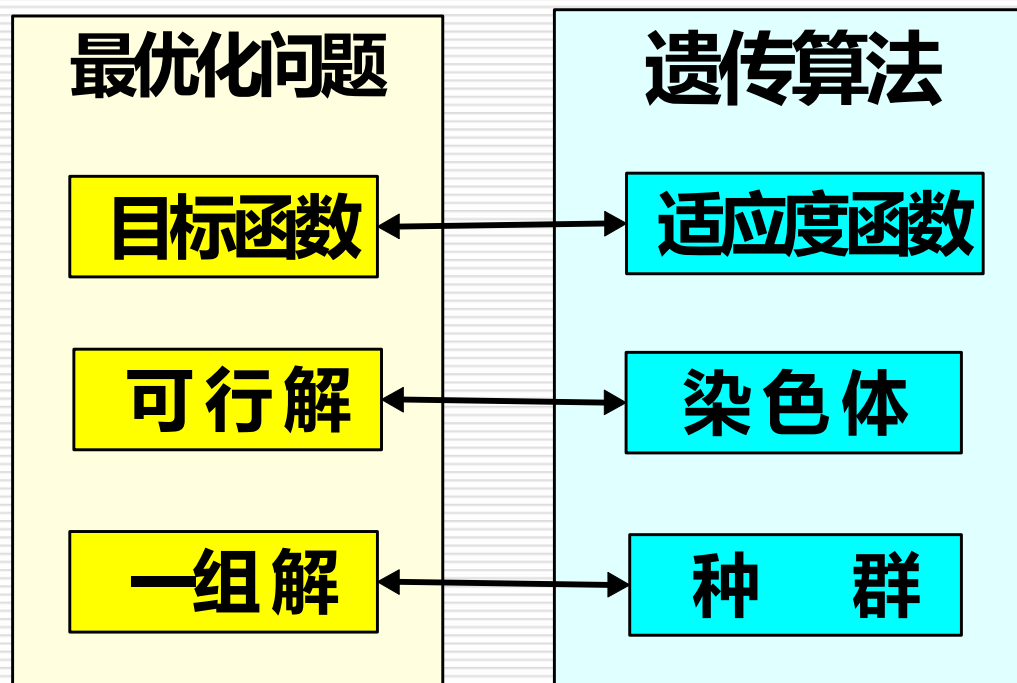 最优化问题
目标函数
可行解
一组解
遗传算法
适应度函数
染色体
种 群